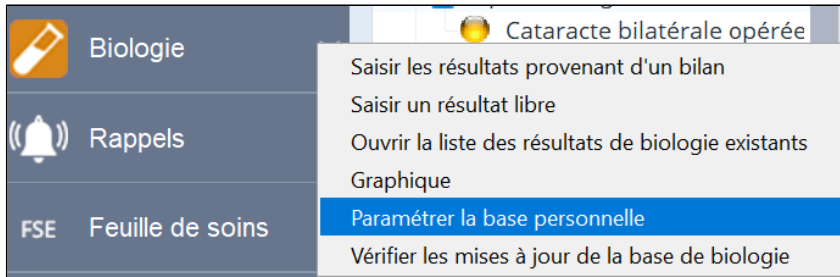 Cataracte bilatérale opérée
Biologie
Saisir les résultats provenant d'un bilan
Saisir un résultat libre
Rappels
Ouvrir la liste des résultats de biologie existants
Graphique
Paramétrer la base personnelle
FSE Feuille de soins
Vérifier les mises à jour de la base de biologie